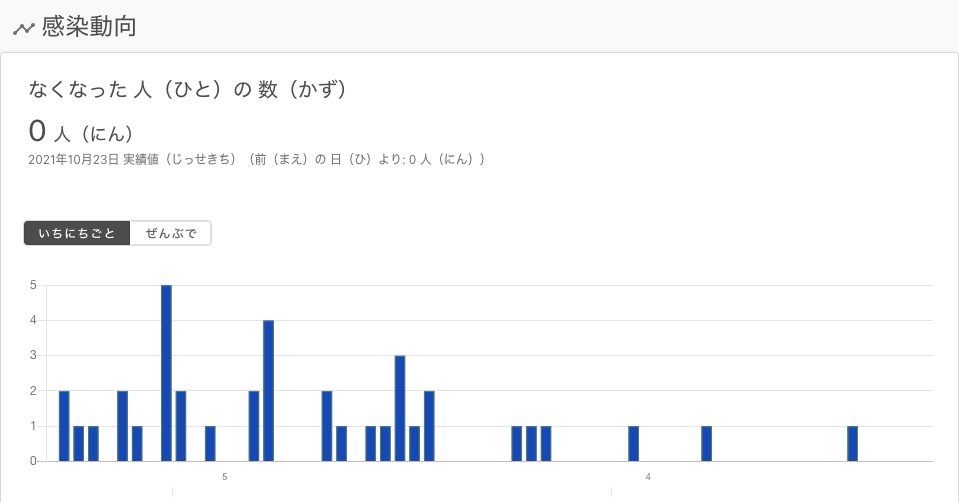 感染動向
なくなった 人（ひと）の 数（かず）
0 人（にん）
2021年10月23日 実績値（じっせきち）（前（まえ）の 日（ひ）より: 0 人（にん））
いちにちごと ぜんぶで
5
4
3
2
1
0
5 4